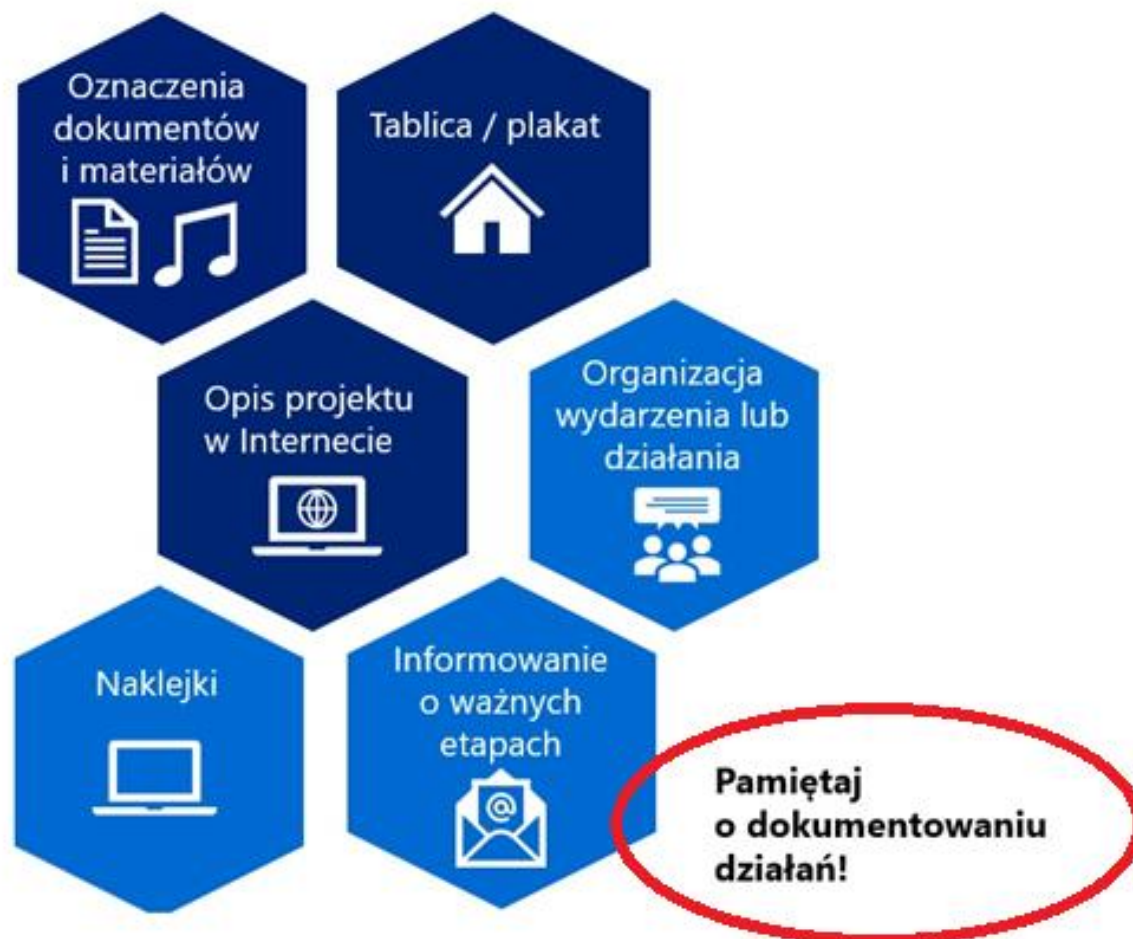 Oznaczenia
dokumentów
i materiałów
Tablica / plakat
Opis projektu
w Internecie
Organizacja
wydarzenia lub
działania
Naklejki
Informowanie
o ważnych
etapach
@
Pamiętaj
o dokumentowaniu
działań!